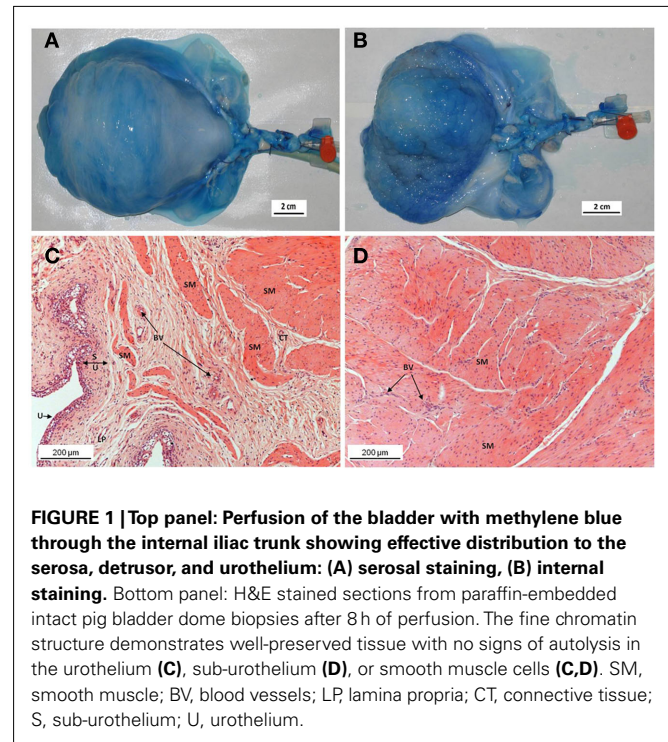 A
B
2 cm
2 cm
C
D
SM
SM
BV
SM
CT
SM
S
U
SM
BV
U
LP
SM
200 µm
200 µm
FIGURE 1 | Top panel: Perfusion of the bladder with methylene blue
through the internal iliac trunk showing effective distribution to the
serosa, detrusor, and urothelium: (A) serosal staining, (B) internal
staining. Bottom panel: H&E stained sections from paraffin-embedded
intact pig bladder dome biopsies after 8 h of perfusion. The fine chromatin
structure demonstrates well-preserved tissue with no signs of autolysis in
the urothelium (C), sub-urothelium (D), or smooth muscle cells (C,D). SM,
smooth muscle; BV, blood vessels; LP, lamina propria; CT, connective tissue;
S, sub-urothelium; U, urothelium.